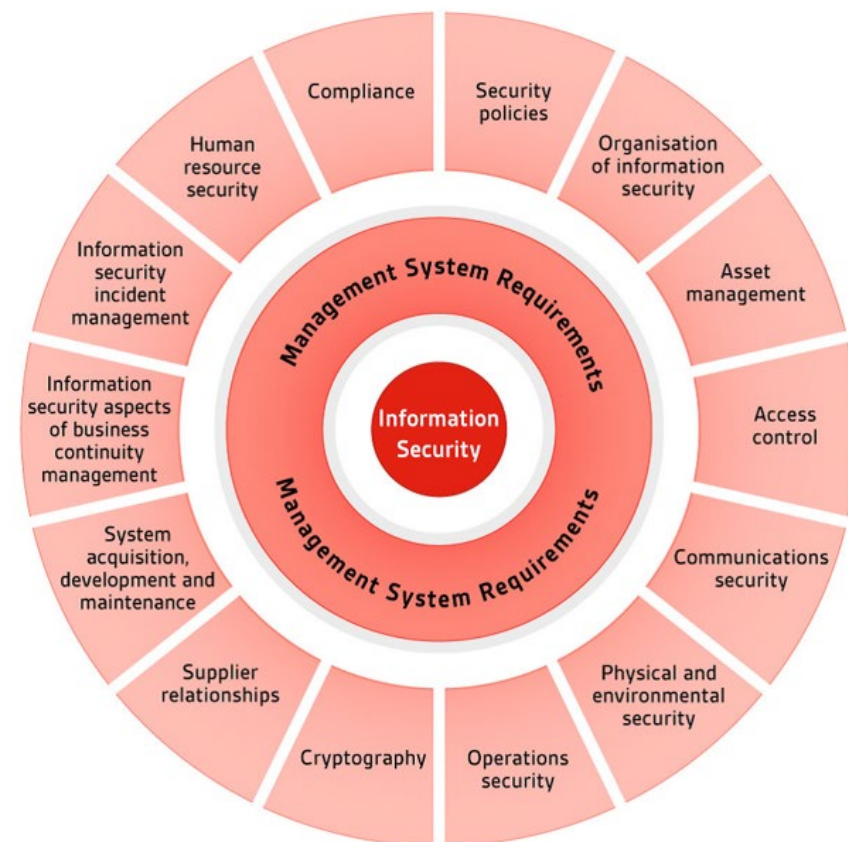 Compliance
Security
policies
Organisation
of information
security
Asset
management
Access
control
Communications
security
Physical and
environmental
security
Operations
security
Cryptography
Supplier
relationships
System
acquisition,
development and
maintenance
Information
security aspects
of business
continuity
management
Information
security
incident
management
Human
resource
security
Management System Requirements
Information
Security
Management System Requirements